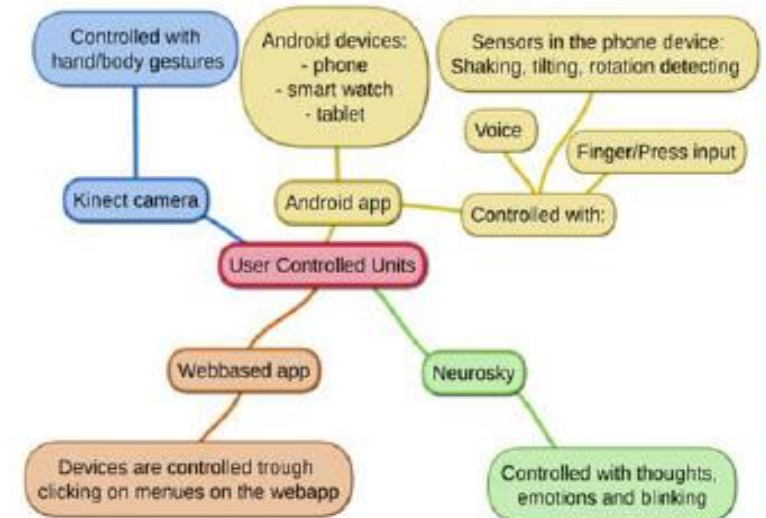 Controlled with
hand/body gestures
Android devices:
- phone
- smart watch
- tablet
Sensors in the phone device:
Shaking, tilting, rotation detecting
Voice
Finger/Press input
Kinect camera
Android app
Controlled with:
User Controlled Units
Webbased app
Neurosky
Devices are controlled trough
clicking on menues on the webapp
Controlled with thoughts,
emotions and blinking